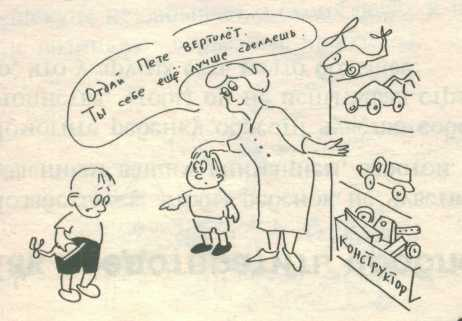 Отдай Пете вертолёт.
Ты себе ещё лучше сделаешь.
КОНСТРУКТОР